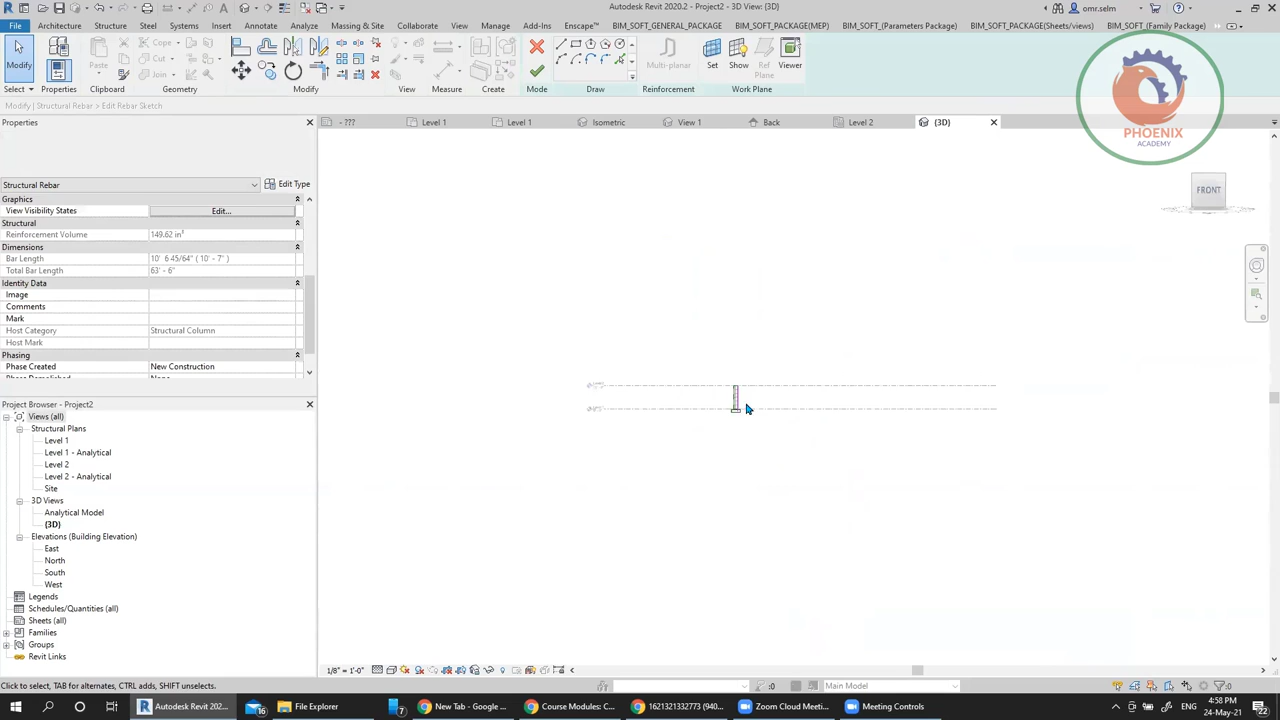 Autodesk Revit 2020.2 - Project2 - 3D View: {3D}
omr.selm
File Architecture Structure Steel Systems Insert Annotate Analyze Massing & Site Collaborate View Manage Add-Ins Enscape™ BIM_SOFT_GENERAL_PACKAGE BIM_SOFT_PACKAGE(MEP) BIM_SOFT_(Parameters Package) BIM_SOFT_PACKAGE(Sheets/views) BIM_SOFT_(Family Package)
Modify Paste Cope Cut Join Multi-planar Set Show Ref Plane Viewer
Select Properties Clipboard Geometry Modify View Measure Create Mode Draw Reinforcement Work Plane
Modify | Structural Rebar > Edit Rebar Sketch
PHOENIX
ACADEMY
Properties
- ??? Level 1 Level 1 Isometric View 1 Back Level 2 {3D}
Structural Rebar Edit Type
Graphics
View Visibility States Edit...
Structural
Reinforcement Volume 149.62 in³
Dimensions
Bar Length 10' 6 45/64" ( 10' - 7" )
Total Bar Length 63' - 6"
Identity Data
Image
Comments
Mark
Host Category Structural Column
Host Mark
Phasing
Phase Created New Construction
Phase Demolished None
FRONT
Project Browser - Project2
Views (all)
Structural Plans
Level 1
Level 1 - Analytical
Level 2
Level 2 - Analytical
Site
3D Views
Analytical Model
{3D}
Elevations (Building Elevation)
East
North
South
West
Legends
Schedules/Quantities (all)
Sheets (all)
Families
Groups
Revit Links
1/8" = 1'-0"
Click to select, TAB for alternates, CTRL adds, SHIFT unselects.
:0 Main Model :0
Autodesk Revit 202... 16 File Explorer New Tab - Google ... Course Modules: C... 1621321332773 (940... Zoom Cloud Meeti... Meeting Controls
4:58 PM
24-May-21
22